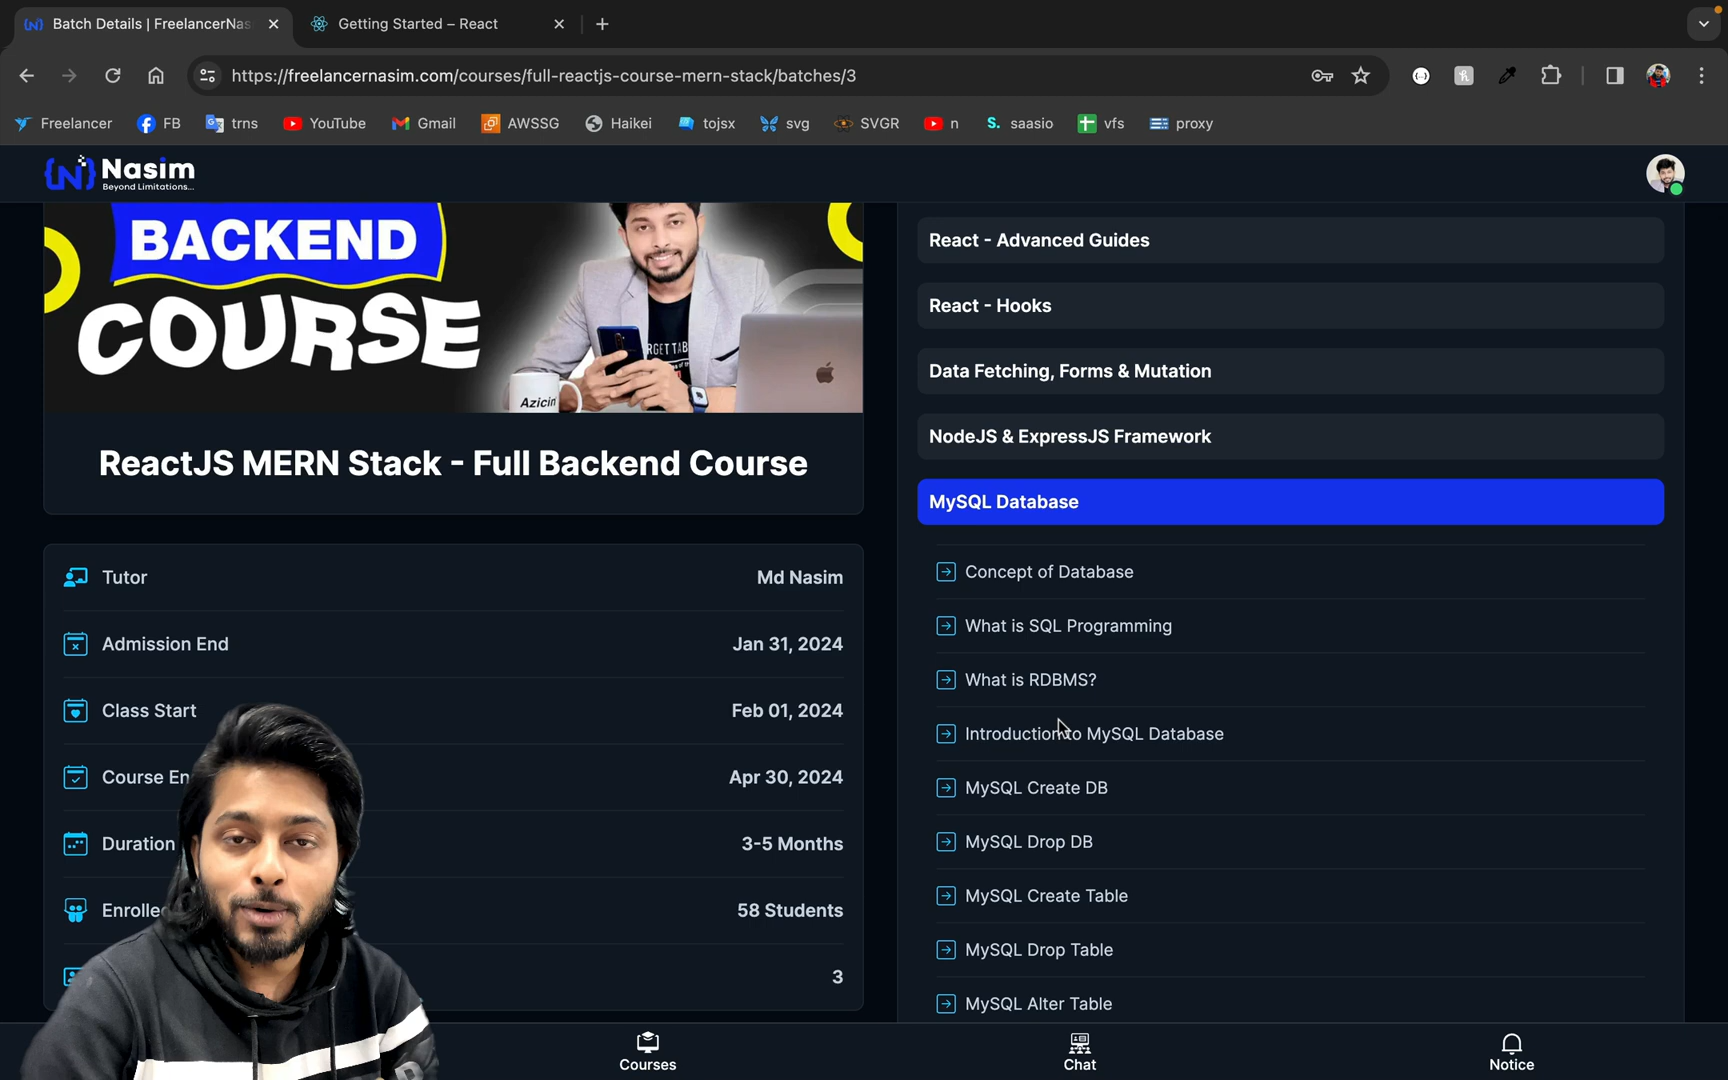 Batch Details | FreelancerNas
Getting Started – React
https://freelancernasim.com/courses/full-reactjs-course-mern-stack/batches/3
Freelancer
FB
trns
YouTube
Gmail
AWSSG
Haikei
tojsx
svg
SVGR
n
S. saasio
vfs
proxy
Nasim
Beyond Limitations...
BACKEND
COURSE
Azicin
React - Advanced Guides
React - Hooks
Data Fetching, Forms & Mutation
NodeJS & ExpressJS Framework
MySQL Database
ReactJS MERN Stack - Full Backend Course
Tutor
Md Nasim
Admission End
Jan 31, 2024
Class Start
Feb 01, 2024
Course En
Apr 30, 2024
Duration
3-5 Months
Enrolle
58 Students
3
Concept of Database
What is SQL Programming
What is RDBMS?
Introduction to MySQL Database
MySQL Create DB
MySQL Drop DB
MySQL Create Table
MySQL Drop Table
MySQL Alter Table
Courses
Chat
Notice